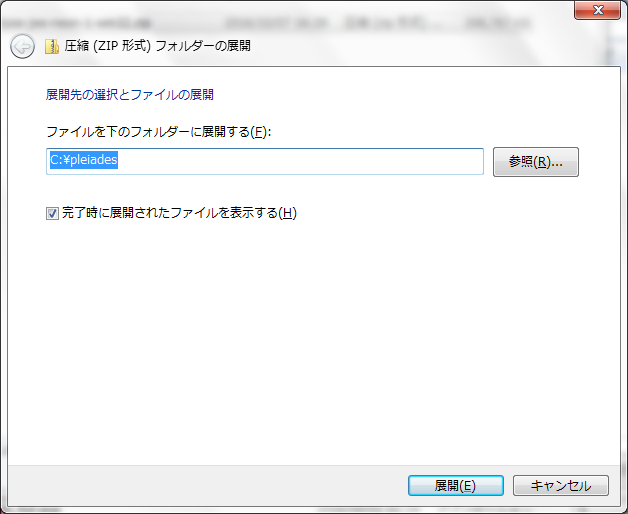 圧縮 (ZIP 形式) フォルダーの展開
展開先の選択とファイルの展開
ファイルを下のフォルダーに展開する(F):
C:¥pleiades
参照(R)...
完了時に展開されたファイルを表示する(H)
展開(E)
キャンセル